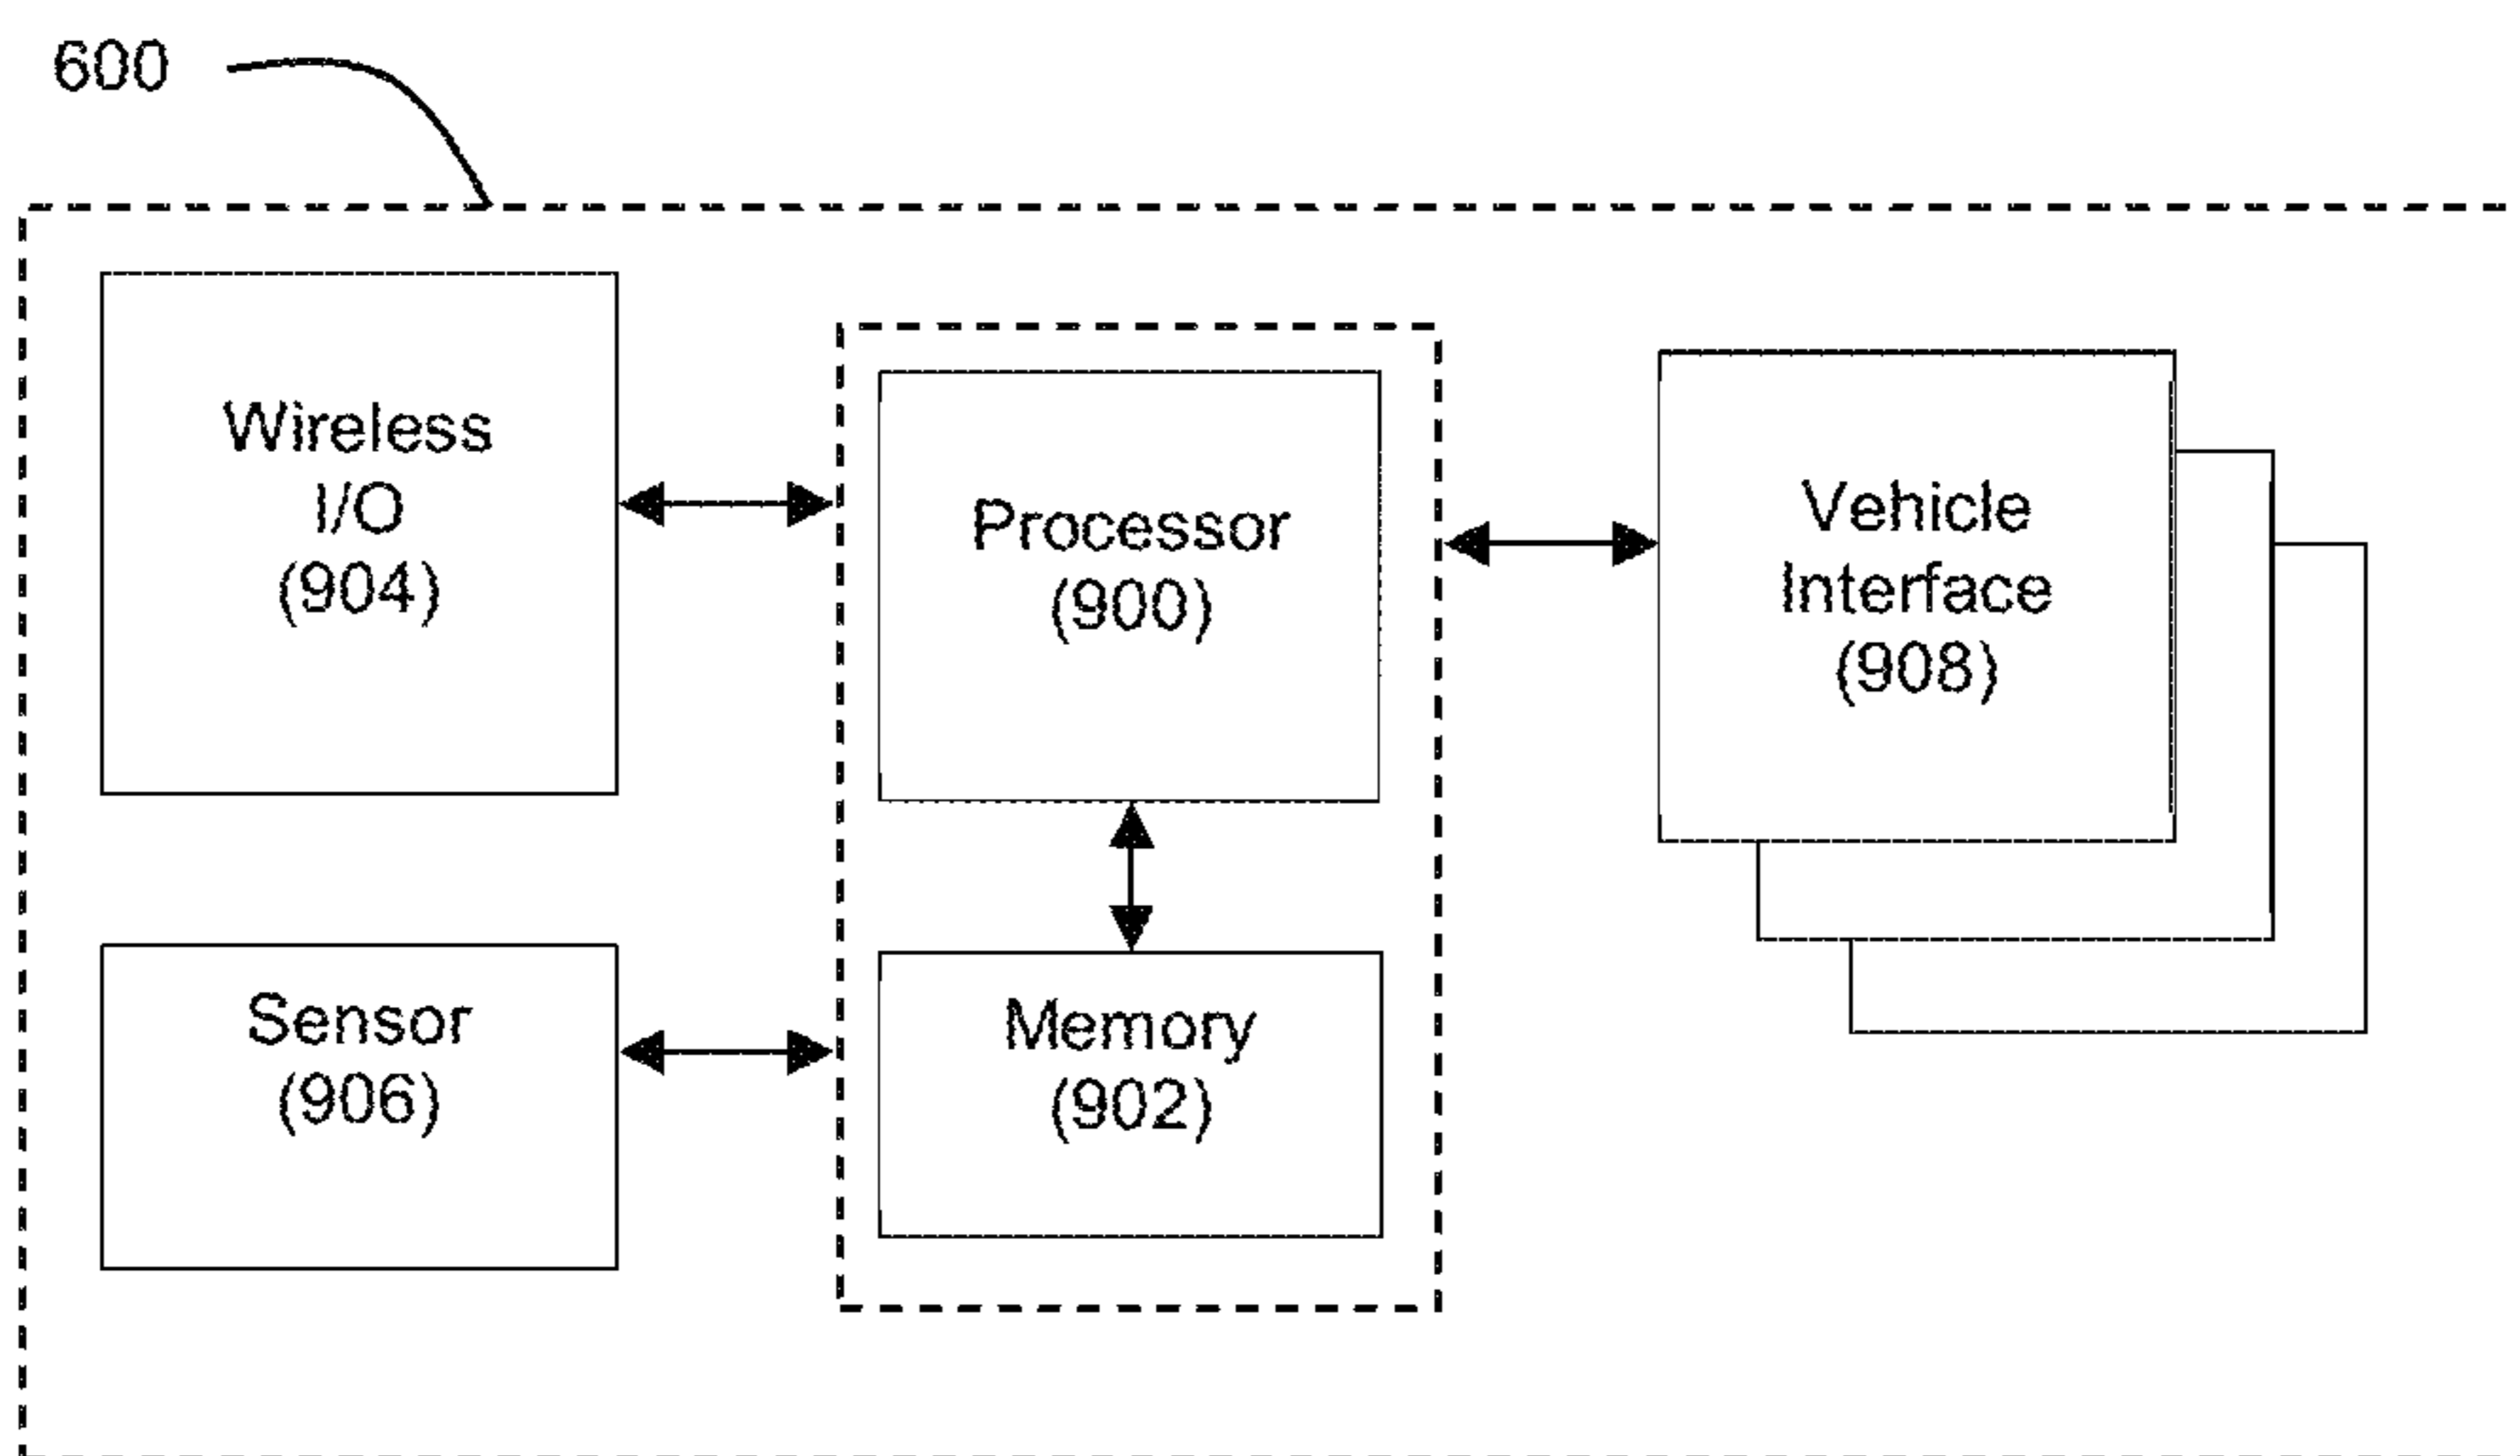 600
Wireless
I/O
(904)
Processor
(900)
Vehicle
Interface
(908)
Sensor
(906)
Memory
(902)